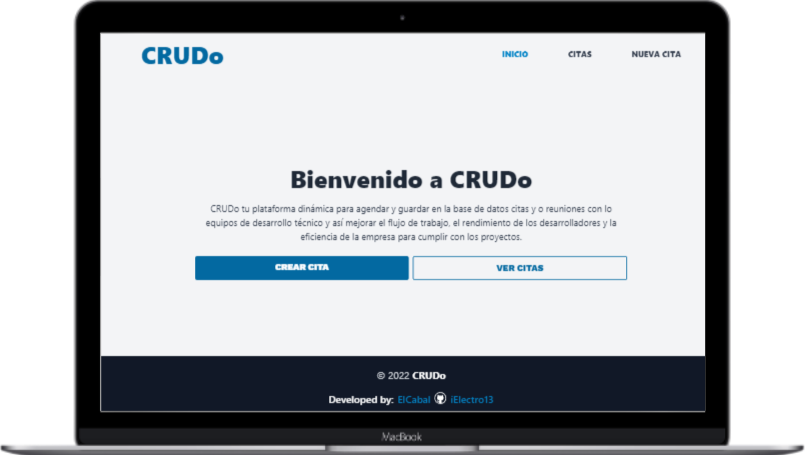 CRUDo
INICIO CITAS NUEVA CITA
Bienvenido a CRUDo
CRUDo tu plataforma dinámica para agendar y guardar en la base de datos citas y o reuniones con lo
equipos de desarrollo técnico y así mejorar el flujo de trabajo, el rendimiento de los desarrolladores y la
eficiencia de la empresa para cumplir con los proyectos.
CREAR CITA VER CITAS
© 2022 CRUDo
Developed by: ElCabal iElectro13
MacBook